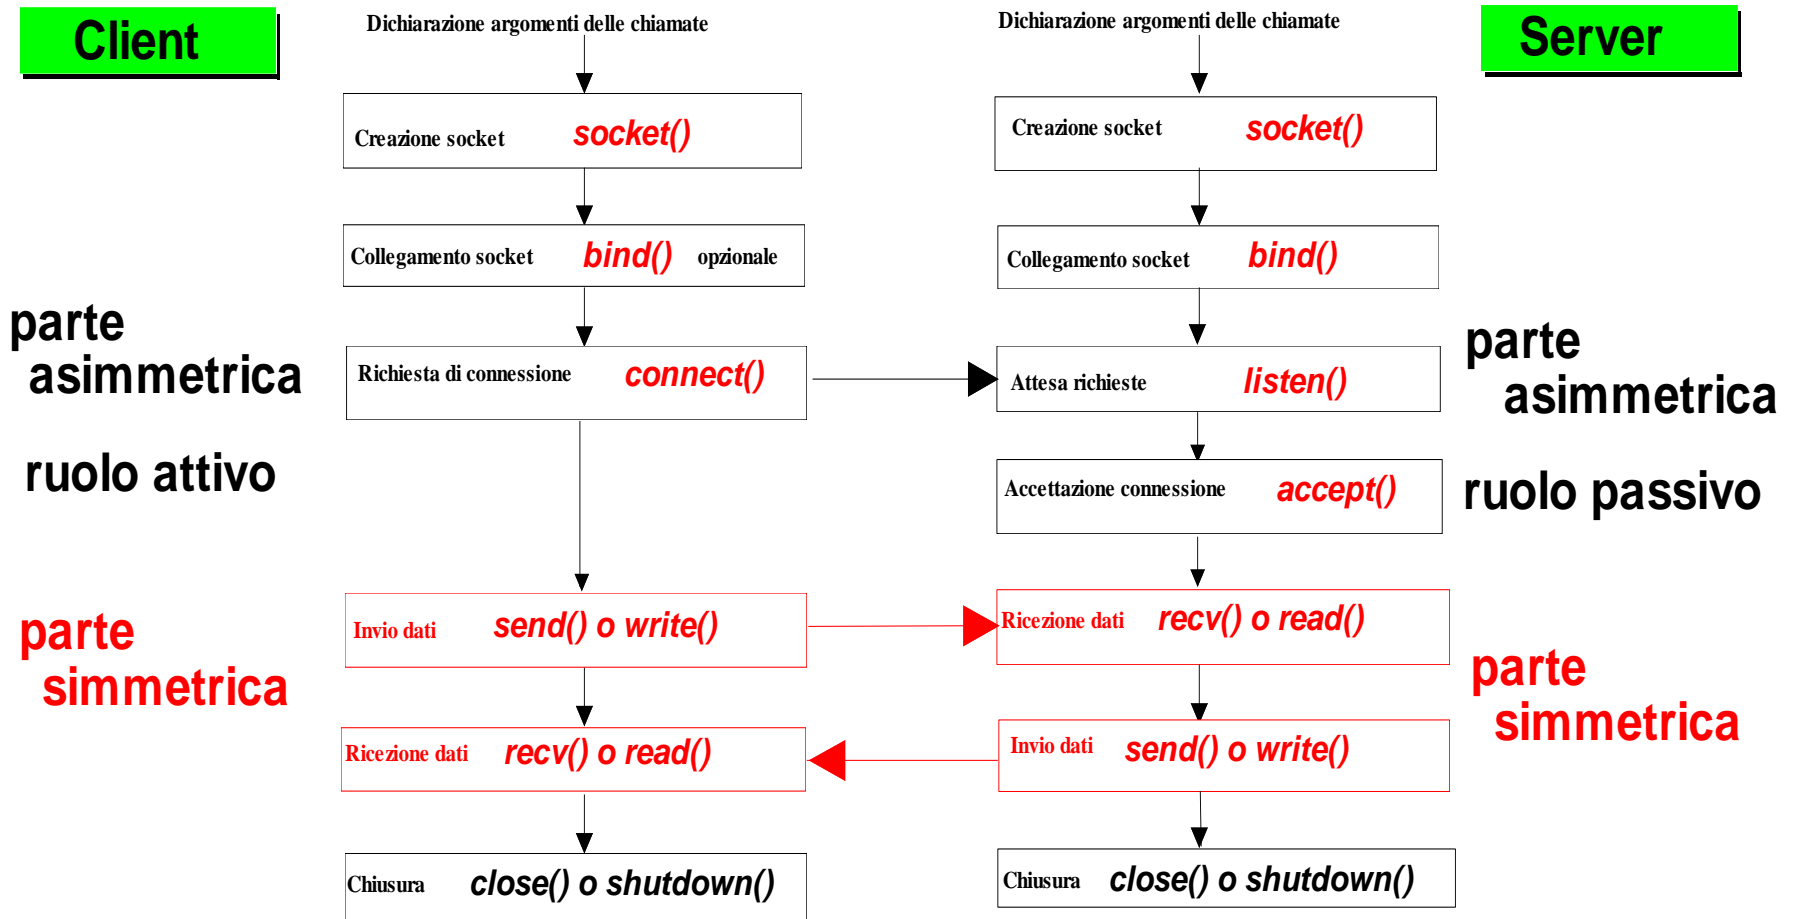 Client
Dichiarazione argomenti delle chiamate
Dichiarazione argomenti delle chiamate
Server
Creazione socket socket()
Creazione socket socket()
Collegamento socket bind() opzionale
Collegamento socket bind()
parte
asimmetrica
Richiesta di connessione connect()
Attesa richieste listen()
parte
asimmetrica
ruolo attivo
Accettazione connessione accept()
ruolo passivo
parte
simmetrica
Invio dati send() o write()
Ricezione dati recv() o read()
parte
simmetrica
Ricezione dati recv() o read()
Invio dati send() o write()
Chiusura close() o shutdown()
Chiusura close() o shutdown()